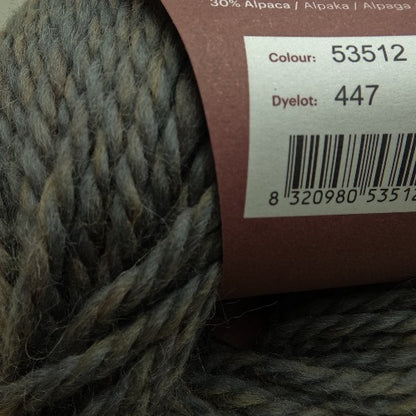 30% Alpaca / Alpaka / Alpaga
Colour: 53512
Dyelot: 447
8 320980 53512